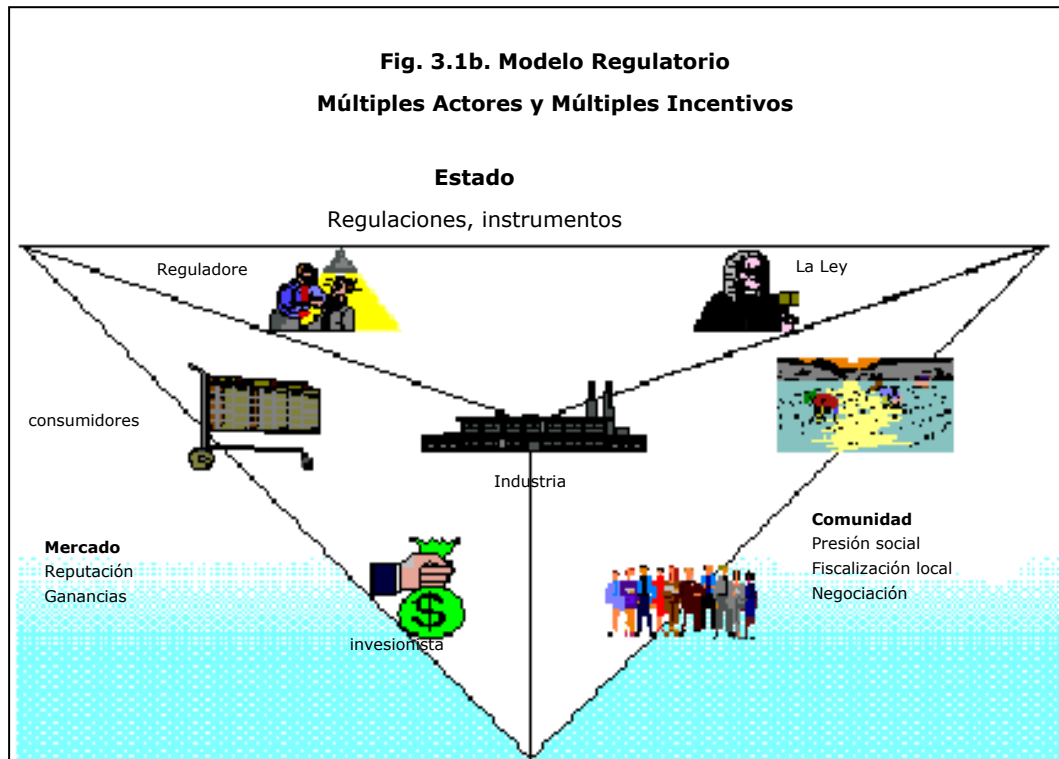 Fig. 3.1b. Modelo Regulatorio
Múltiples Actores y Múltiples Incentivos
Estado
Regulaciones, instrumentos
Reguladore
La Ley
consumidores
Industria
Mercado
Reputación
Ganancias
Comunidad
Presión social
Fiscalización local
Negociación
$
invesionista